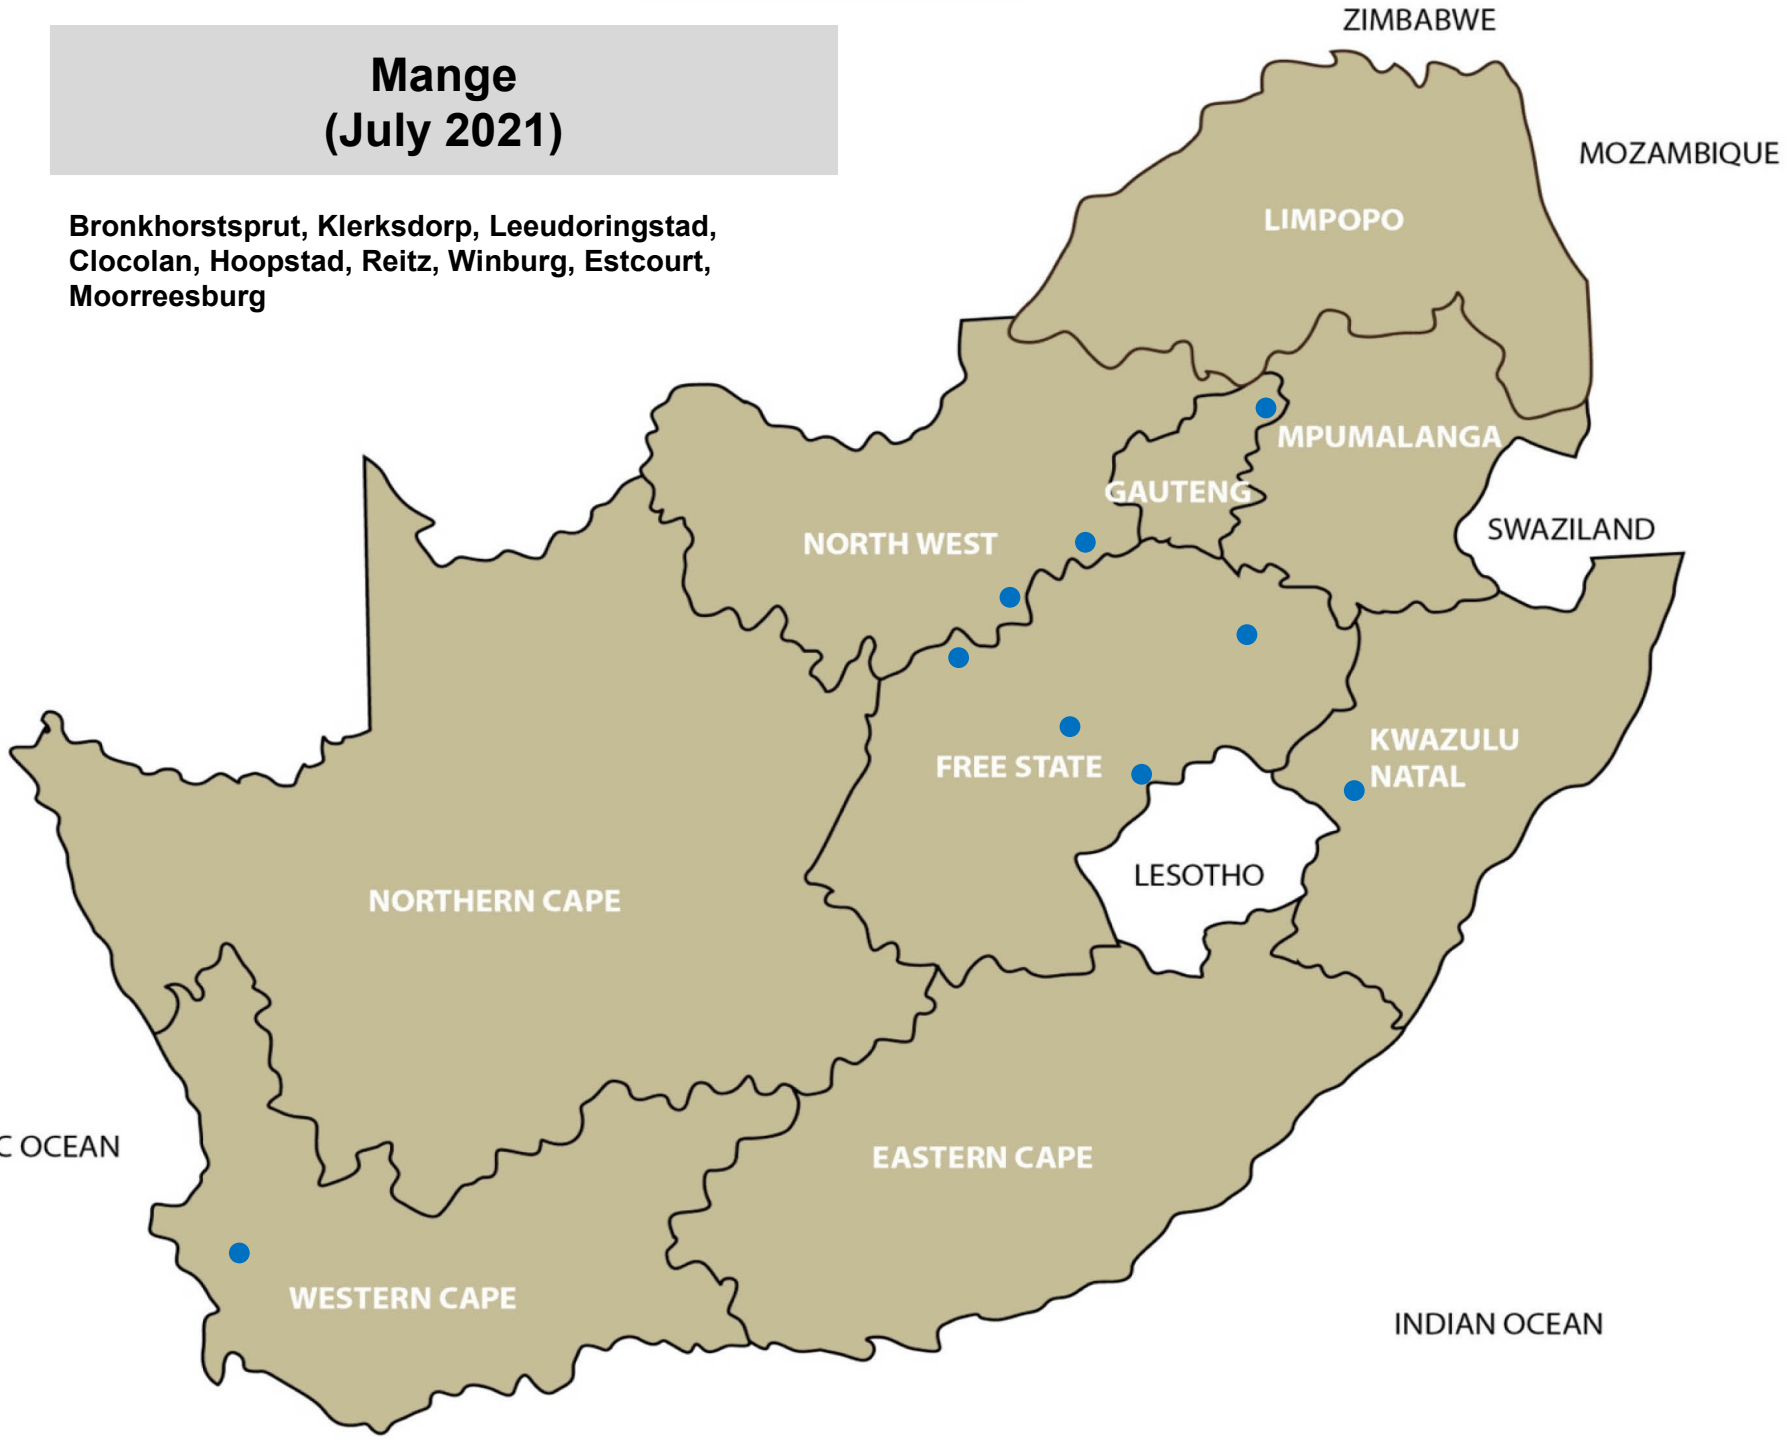 Mange
(July 2021)
Bronkhorstsprut, Klerksdorp, Leeudoringstad,
Clocolan, Hoopstad, Reitz, Winburg, Estcourt,
Moorreesburg
ZIMBABWE
MOZAMBIQUE
LIMPOPO
MPUMALANGA
GAUTENG
NORTH WEST
SWAZILAND
FREE STATE
KWAZULU
NATAL
LESOTHO
NORTHERN CAPE
C OCEAN
EASTERN CAPE
WESTERN CAPE
INDIAN OCEAN